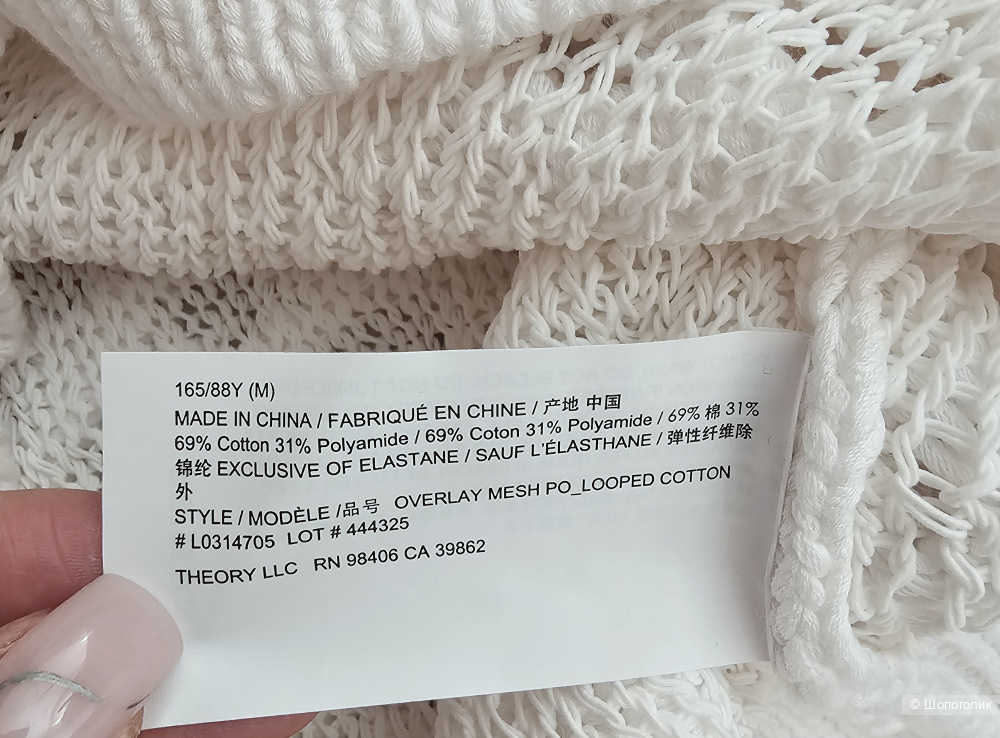 165/88Y (M)
MADE IN CHINA / FABRIQUÉ EN CHINE / 产地 中国
69% Cotton 31% Polyamide / 69% Coton 31% Polyamide / 69% 棉 31%
锦纶 EXCLUSIVE OF ELASTANE / SAUF L'ÉLASTHANE / 弹性纤维除
外
STYLE / MODÈLE /品号 OVERLAY MESH PO_LOOPED COTTON
# L0314705 LOT # 444325
THEORY LLC RN 98406 CA 39862
© Шопоголик